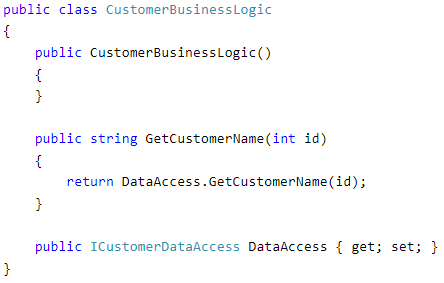 public class CustomerBusinessLogic
{
    public CustomerBusinessLogic()
    {
    }

    public string GetCustomerName(int id)
    {
        return DataAccess.GetCustomerName(id);
    }

    public ICustomerDataAccess DataAccess { get; set; }
}